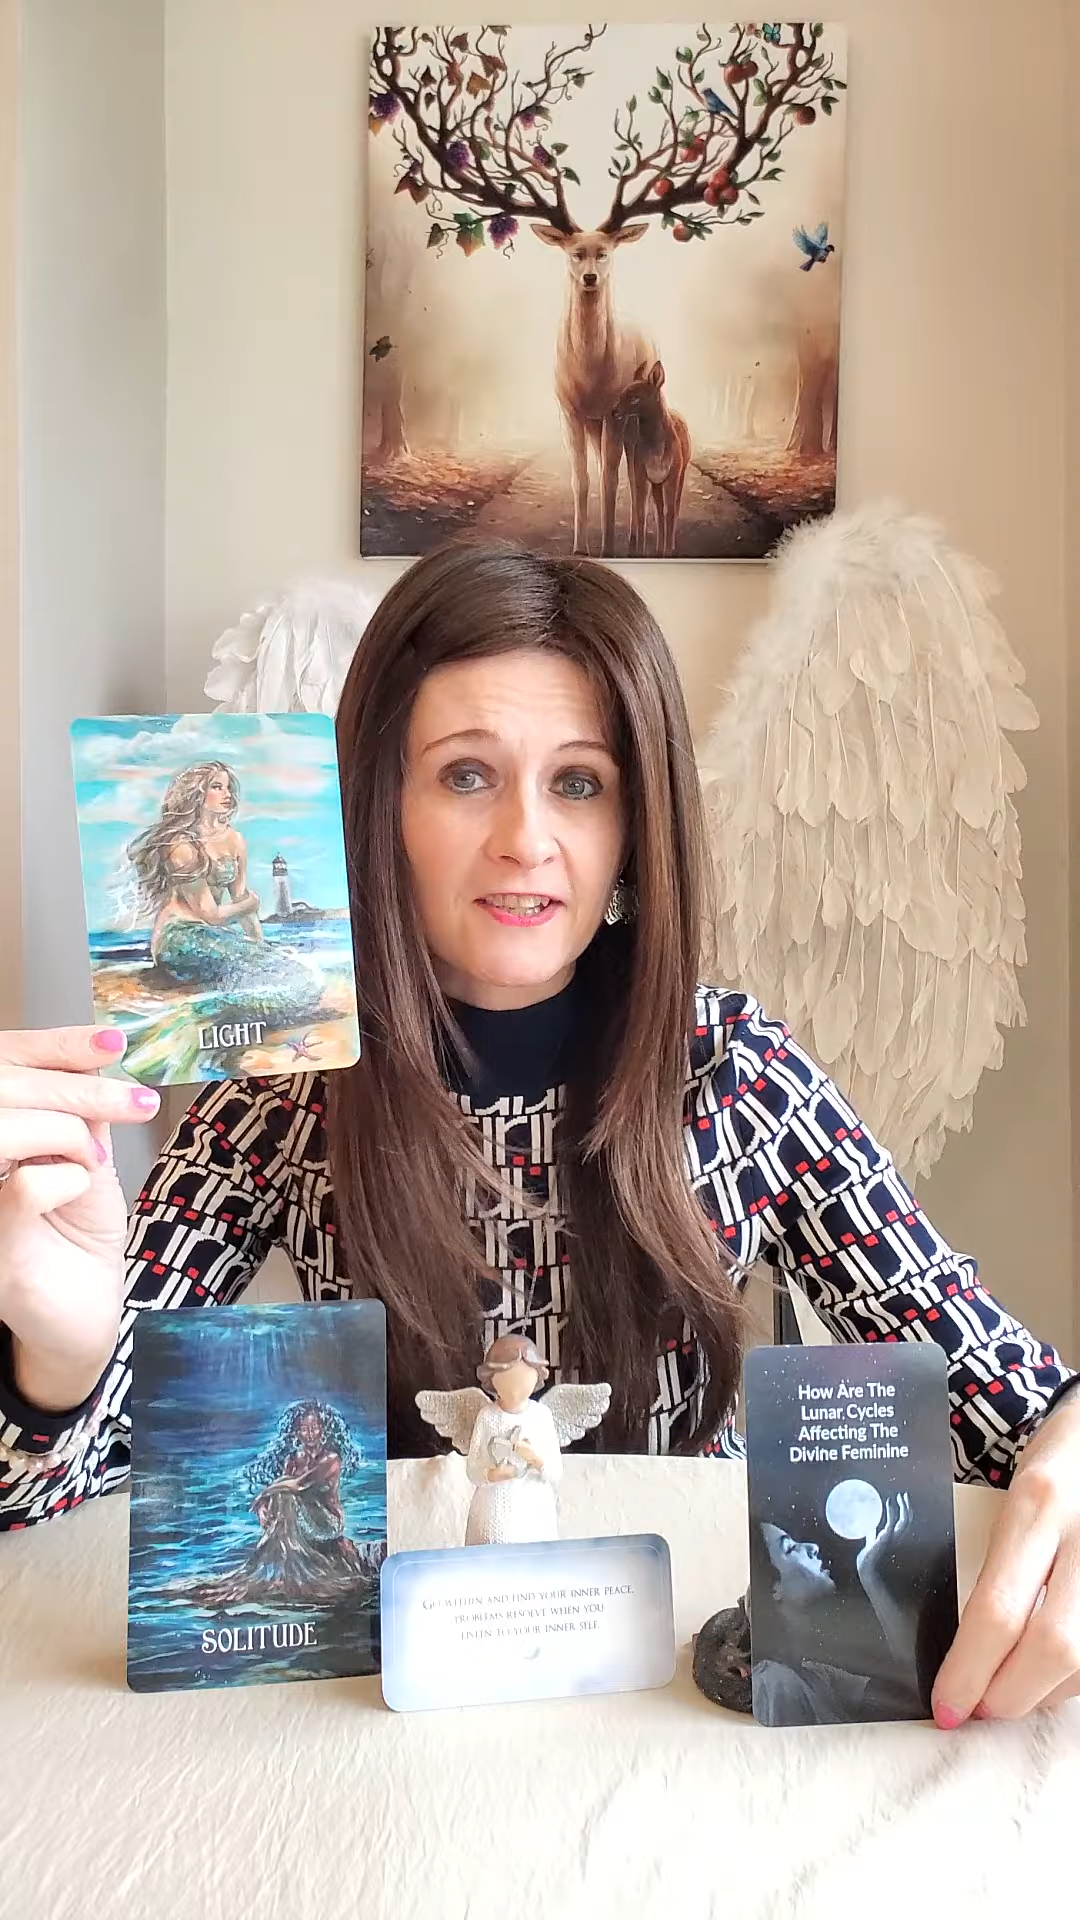 LIGHT
SOLITUDE
GO WITHIN AND FIND YOUR INNER PEACE.
PROBLEMS RESOLVE WHEN YOU
LISTEN TO YOUR INNER SELF.
How Are The
Lunar Cycles
Affecting The
Divine Feminine